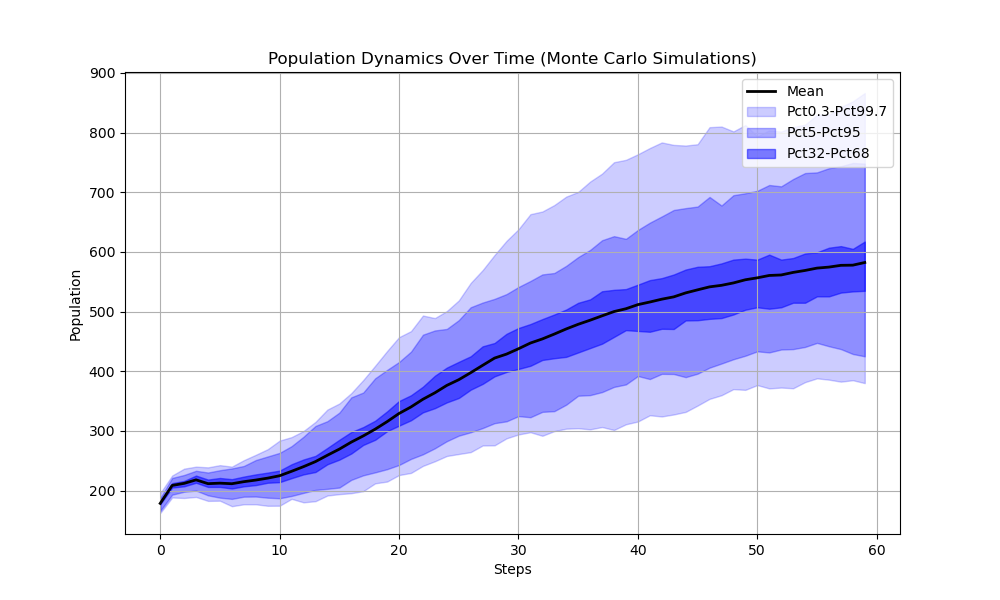 Population Dynamics Over Time (Monte Carlo Simulations)
Mean
Pct0.3-Pct99.7
Pct5-Pct95
Pct32-Pct68
Population
900
800
700
600
500
400
300
200
0 10 20 30 40 50 60
Steps